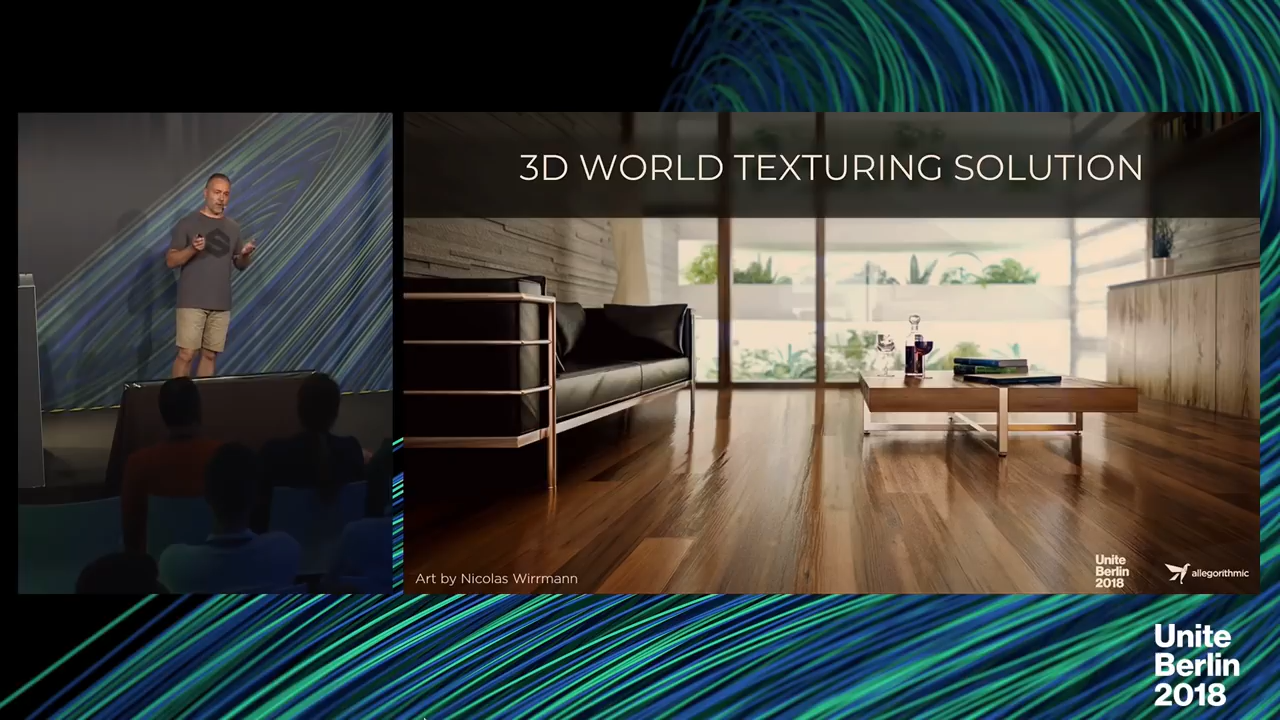 3D WORLD TEXTURING SOLUTION
Art by Nicolas Wirrmann
Unite
Berlin
2018
allegorithmic
Unite
Berlin
2018